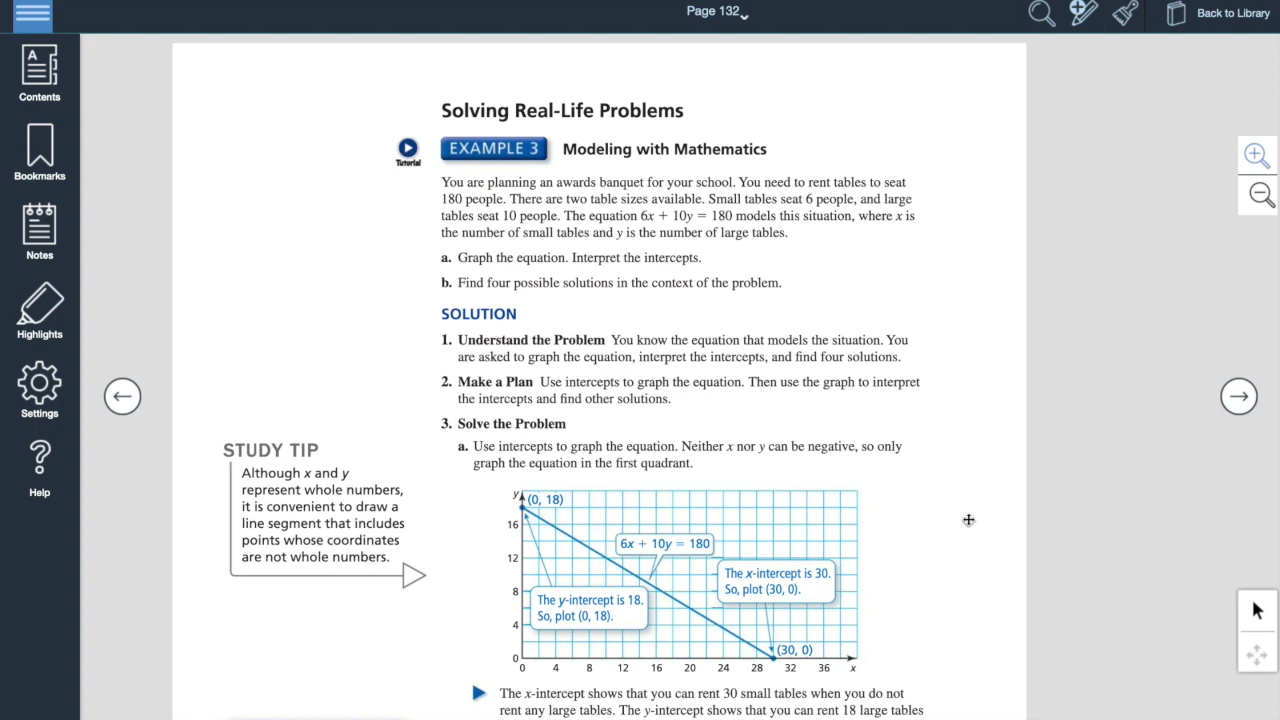 Page 132
Back to Library
Contents
Bookmarks
Notes
Highlights
Settings
Help
Solving Real-Life Problems
Tutorial
EXAMPLE 3 Modeling with Mathematics
You are planning an awards banquet for your school. You need to rent tables to seat
180 people. There are two table sizes available. Small tables seat 6 people, and large
tables seat 10 people. The equation 6x + 10y = 180 models this situation, where x is
the number of small tables and y is the number of large tables.
a. Graph the equation. Interpret the intercepts.
b. Find four possible solutions in the context of the problem.
SOLUTION
1. Understand the Problem You know the equation that models the situation. You
are asked to graph the equation, interpret the intercepts, and find four solutions.
2. Make a Plan Use intercepts to graph the equation. Then use the graph to interpret
the intercepts and find other solutions.
3. Solve the Problem
a. Use intercepts to graph the equation. Neither x nor y can be negative, so only
graph the equation in the first quadrant.
STUDY TIP
Although x and y
represent whole numbers,
it is convenient to draw a
line segment that includes
points whose coordinates
are not whole numbers.
y
(0, 18)
16
12
8
4
0
6x + 10y = 180
The x-intercept is 30.
So, plot (30, 0).
The y-intercept is 18.
So, plot (0, 18).
(30, 0)
0 4 8 12 16 20 24 28 32 36 x
The x-intercept shows that you can rent 30 small tables when you do not
rent any large tables. The y-intercept shows that you can rent 18 large tables